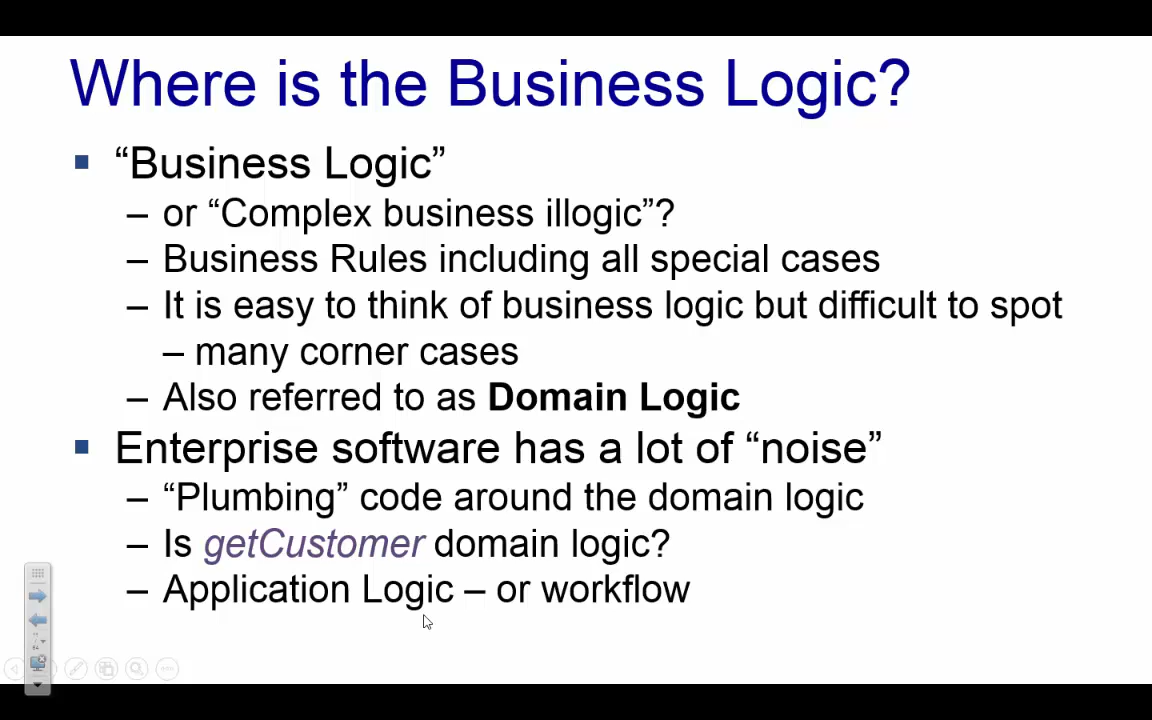 Where is the Business Logic?
▪ “Business Logic”
– or “Complex business illogic”?
– Business Rules including all special cases
– It is easy to think of business logic but difficult to spot
– many corner cases
– Also referred to as Domain Logic
▪ Enterprise software has a lot of “noise”
– “Plumbing” code around the domain logic
– Is getCustomer domain logic?
– Application Logic – or workflow